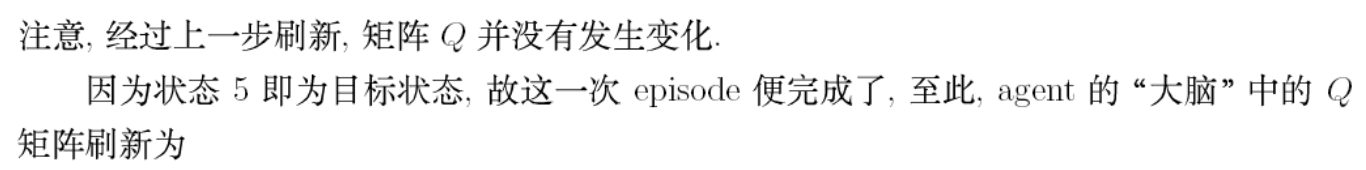 注意, 经过上一步刷新, 矩阵 Q 并没有发生变化.
因为状态 5 即为目标状态, 故这一次 episode 便完成了, 至此, agent 的 “大脑” 中的 Q
矩阵刷新为